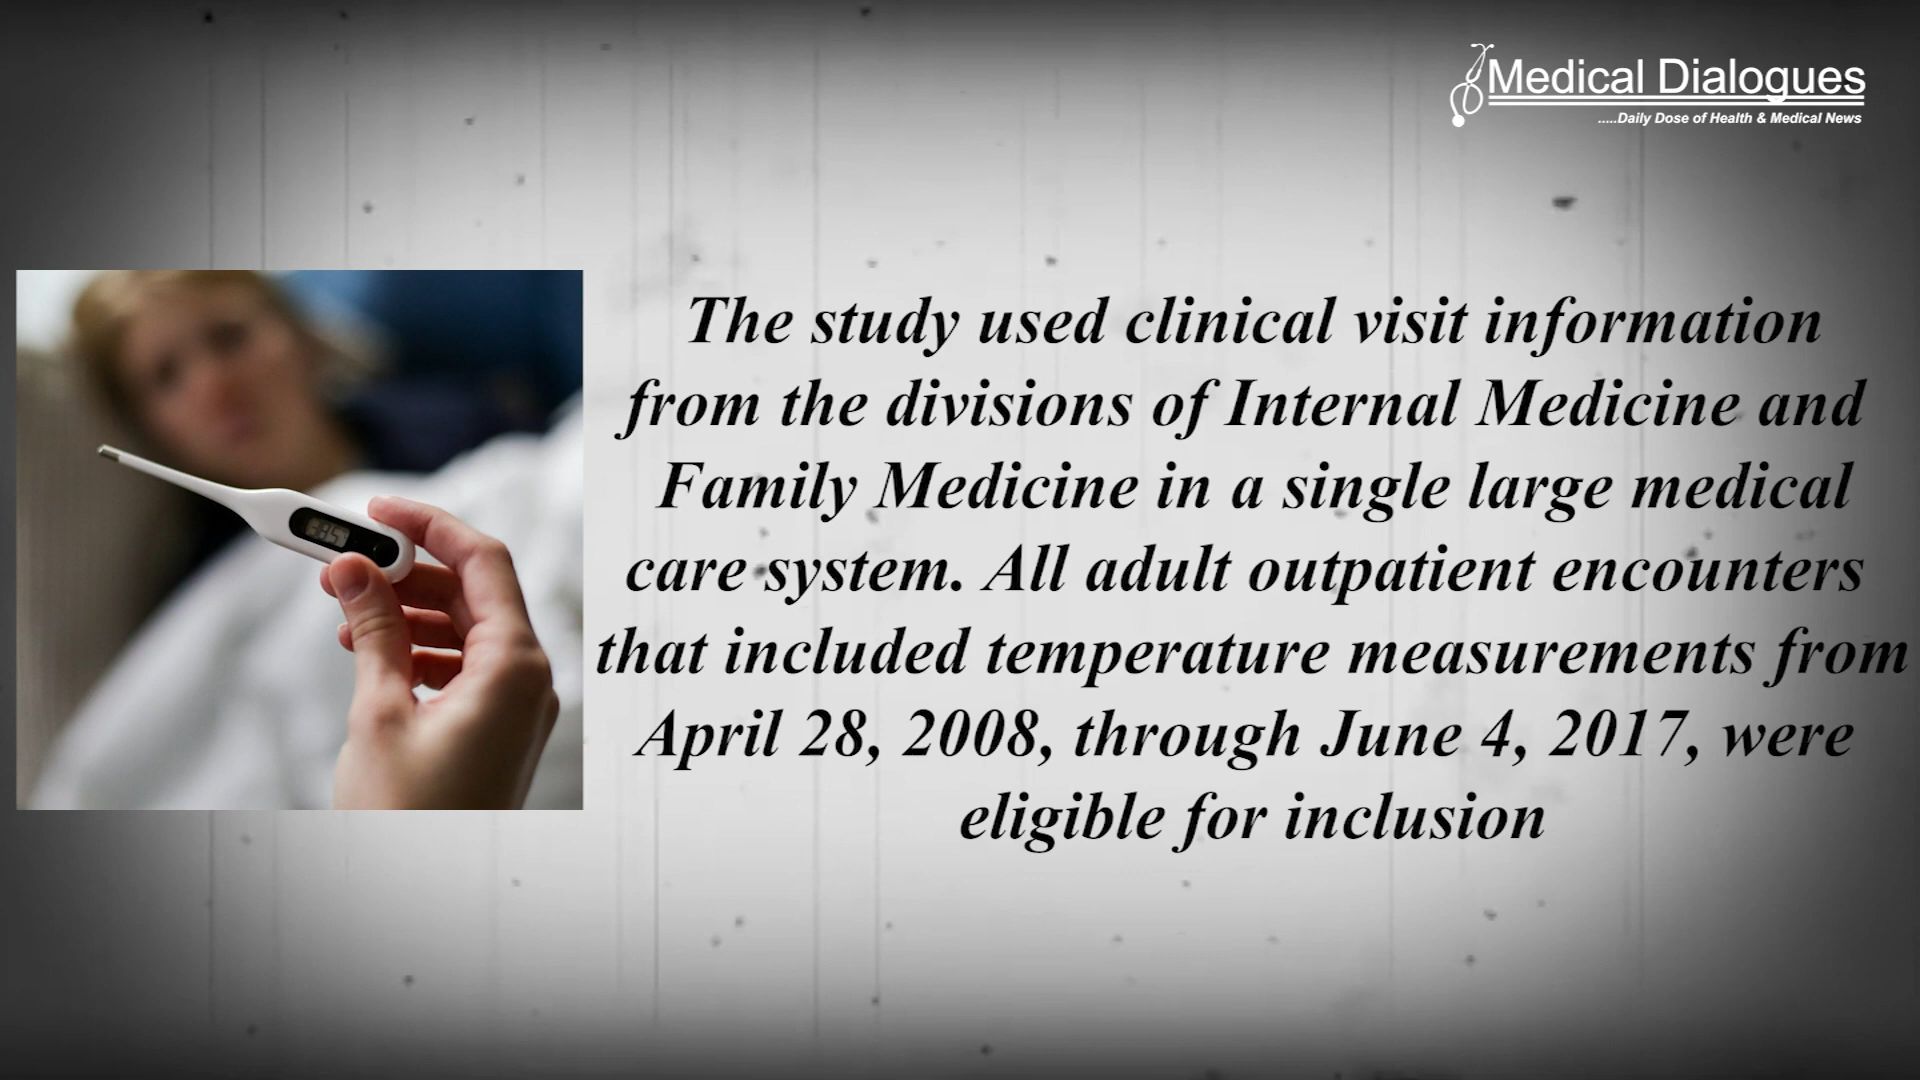 Medical Dialogues
.....Daily Dose of Health & Medical News
The study used clinical visit information
from the divisions of Internal Medicine and
Family Medicine in a single large medical
care system. All adult outpatient encounters
that included temperature measurements from
April 28, 2008, through June 4, 2017, were
eligible for inclusion